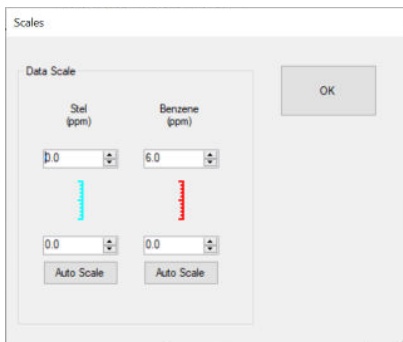 Scales
Data Scale
OK
Stel
(ppm)
Benzene
(ppm)
0.0
6.0
0.0
0.0
Auto Scale
Auto Scale